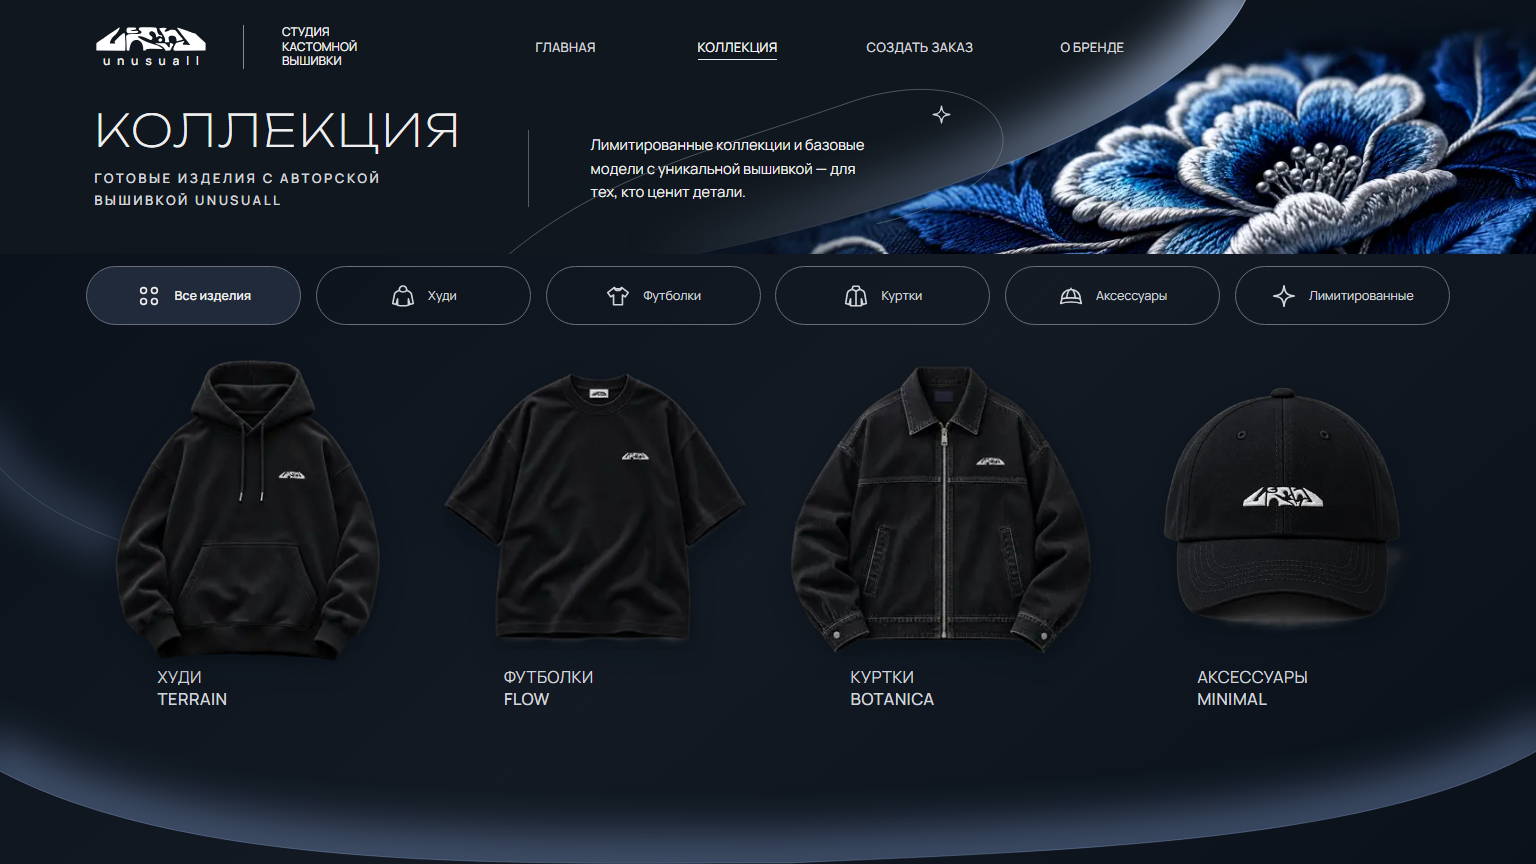 unusuall
СТУДИЯ
КАСТОМНОЙ
ВЫШИВКИ
ГЛАВНАЯ
КОЛЛЕКЦИЯ
СОЗДАТЬ ЗАКАЗ
О БРЕНДЕ
КОЛЛЕКЦИЯ
ГОТОВЫЕ ИЗДЕЛИЯ С АВТОРСКОЙ
ВЫШИВКОЙ UNUSUALL
Лимитированные коллекции и базовые
модели с уникальной вышивкой — для
тех, кто ценит детали.
Все изделия
Худи
Футболки
Куртки
Аксессуары
Лимитированные
ХУДИ
TERRAIN
ФУТБОЛКИ
FLOW
КУРТКИ
BOTANICA
АКСЕССУАРЫ
MINIMAL